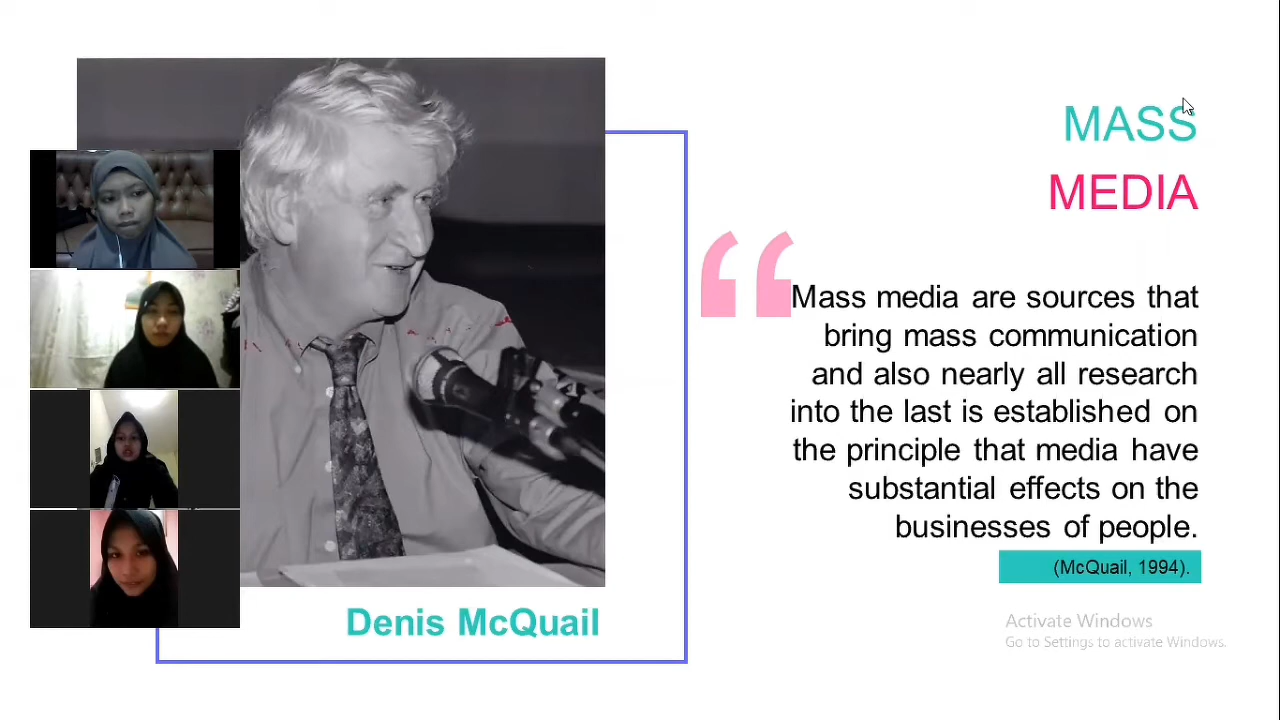 MASS
MEDIA
Mass media are sources that
bring mass communication
and also nearly all research
into the last is established on
the principle that media have
substantial effects on the
businesses of people.
(McQuail, 1994).
Denis McQuail
Activate Windows
Go to Settings to activate Windows.